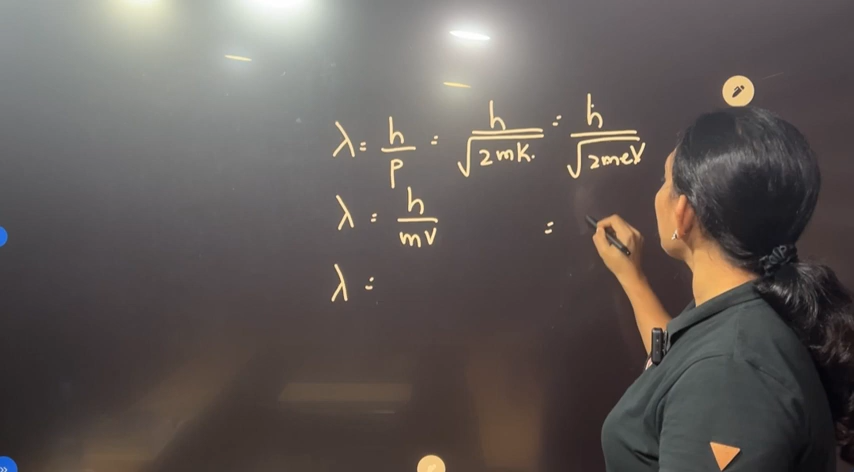 λ = h/p = h/√2mK. = h/√2meV
λ = h/mv =
λ =